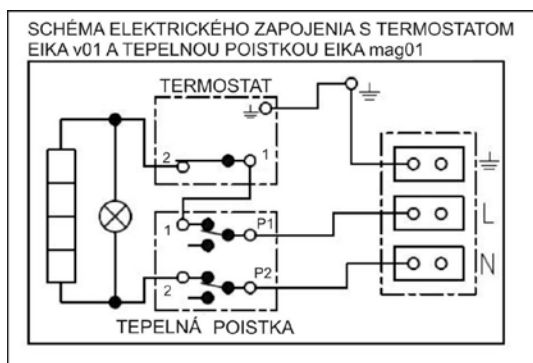 SCHÉMA ELEKTRICKÉHO ZAPOJENIA S TERMOSTATOM
EIKA v01 A TEPELNOU POISTKOU EIKA mag01
TERMOSTAT
2 1
1 P1
L
2 P2
N
TEPELNÁ POISTKA